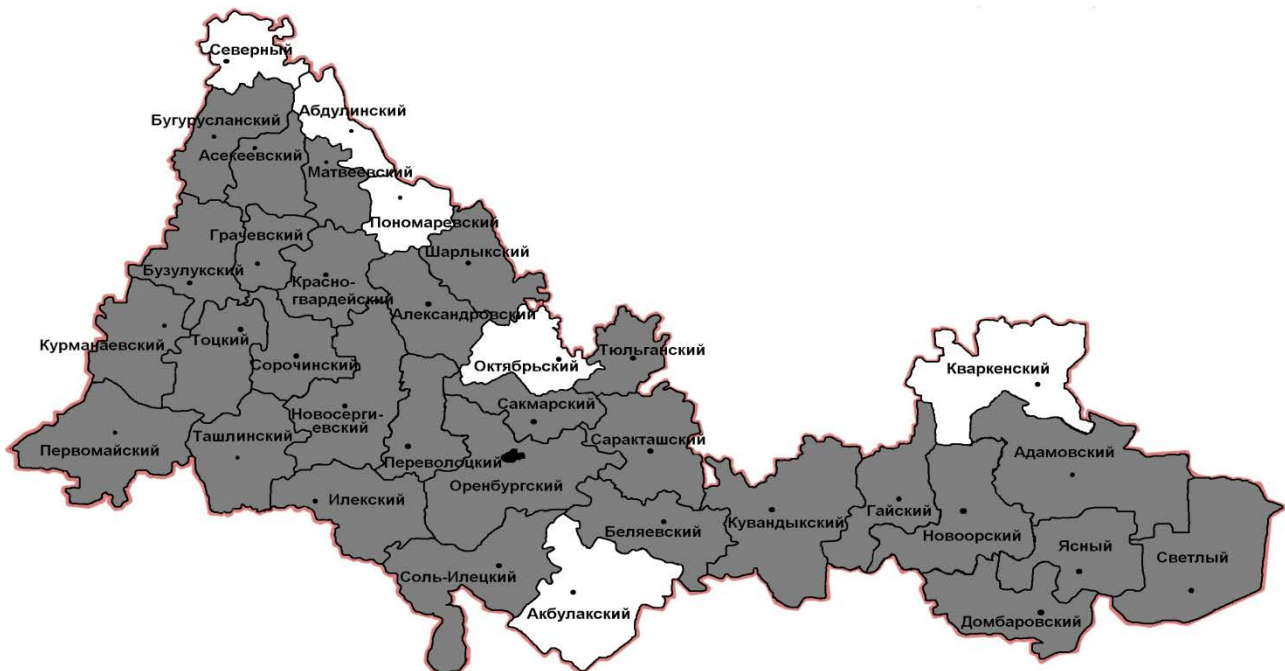 Северный
Абдулинский
Бугурусланский
Асекеевский
Матвеевский
Пономаревский
Грачевский
Шарлыкский
Бузулукский
Красно-
гвардейский
Александровский
Курманаевский
Тоцкий
Сорочинский
Октябрьский
Тюльганский
Кваркенский
Сакмарский
Новосерги-
евский
Ташлинский
Саракташский
Первомайский
Переволоцкий
Адамовский
Оренбургский
Илекский
Гайский
Кувандыкский
Беляевский
Новоорский
Ясный
Светлый
Соль-Илецкий
Акбулакский
Домбаровский